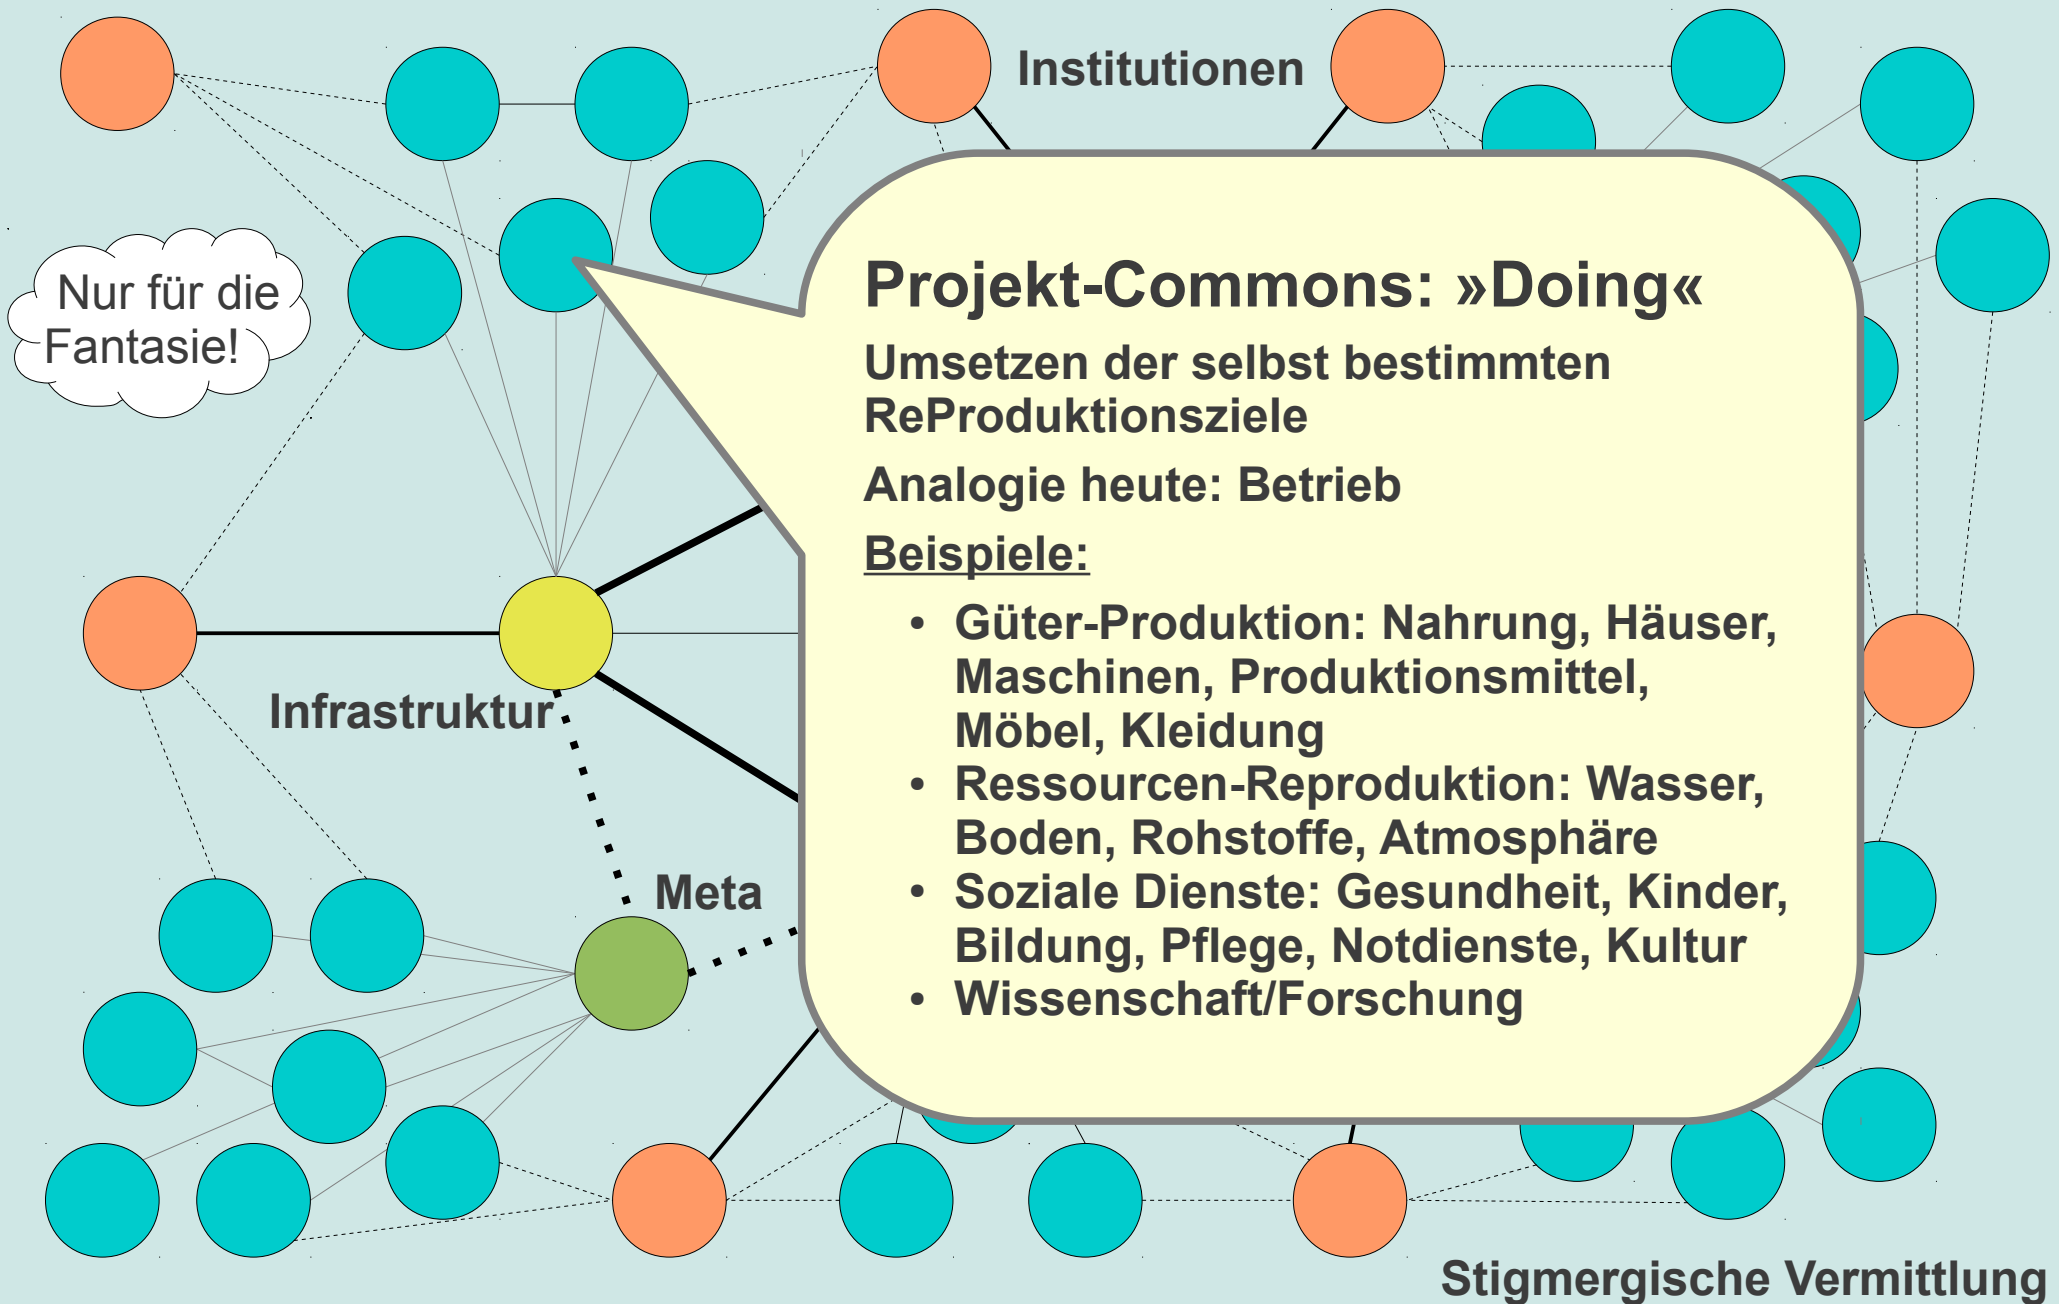 Institutionen
Nur für die
Fantasie!
Projekt-Commons: »Doing«
Umsetzen der selbst bestimmten
ReProduktionsziele
Analogie heute: Betrieb
Beispiele:
• Güter-Produktion: Nahrung, Häuser,
Maschinen, Produktionsmittel,
Möbel, Kleidung
• Ressourcen-Reproduktion: Wasser,
Boden, Rohstoffe, Atmosphäre
• Soziale Dienste: Gesundheit, Kinder,
Bildung, Pflege, Notdienste, Kultur
• Wissenschaft/Forschung
Infrastruktur
Meta
Stigmergische Vermittlung